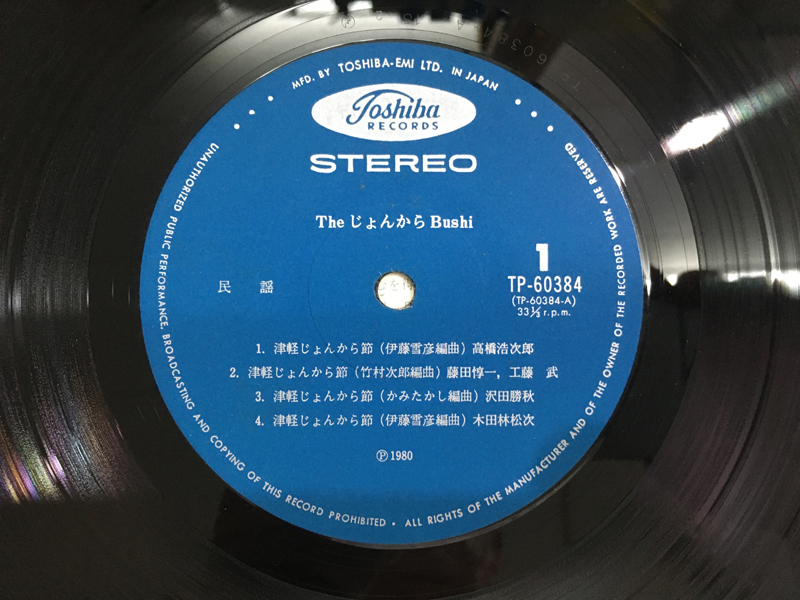 MFD. BY TOSHIBA-EMI LTD. IN JAPAN
Toshiba
RECORDS
STEREO
The じょんから Bushi
1
民謡
TP-60384
(TP-60384-A)
33⅓ r.p.m.
1. 津軽じょんから節（伊藤雪彦編曲）高橋浩次郎
2. 津軽じょんから節（竹村次郎編曲）藤田惇一，工藤 武
3. 津軽じょんから節（かみたかし編曲）沢田勝秋
4. 津軽じょんから節（伊藤雪彦編曲）木田林松次
Ⓟ1980
UNAUTHORIZED PUBLIC PERFORMANCE, BROADCASTING AND COPYING OF THIS RECORD PROHIBITED • ALL RIGHTS OF THE MANUFACTURER AND OF THE OWNER OF THE RECORDED WORK ARE RESERVED